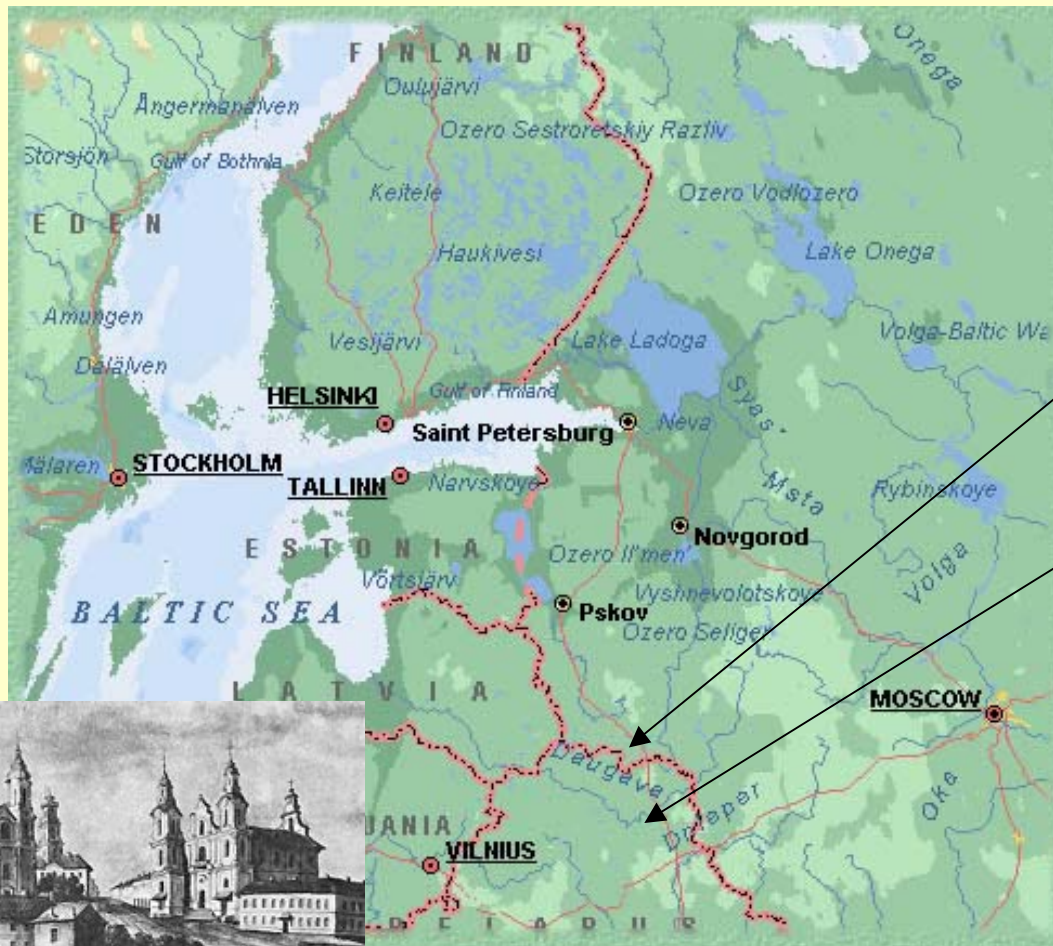 Onega
FINLAND
Oulujärvi
Ångermanälven
Ozero Sestroretskiy Razliv
Storsjön
Gulf of Bothnia
Keitele
Ozero Vodlozero
EDEN
Haukivesi
Lake Onega
Amungen
Vesijärvi
Lake Ladoga
Volga-Baltic Wa
Dalälven
Gulf of Finland
HELSINKI
Saint Petersburg
Neva
Syas'
Mälaren
STOCKHOLM
TALLINN
Narvskoye
Msta
Rybinskoye
Novgorod
ESTONIA
Ozero Il'men'
Volga
Võrtsjärv
Vyshnevolotskoye
BALTIC SEA
Pskov
Ozero Seliger
LATVIA
MOSCOW
Daugava
Oka
Dnieper
UANIA
VILNIUS
BELARUS